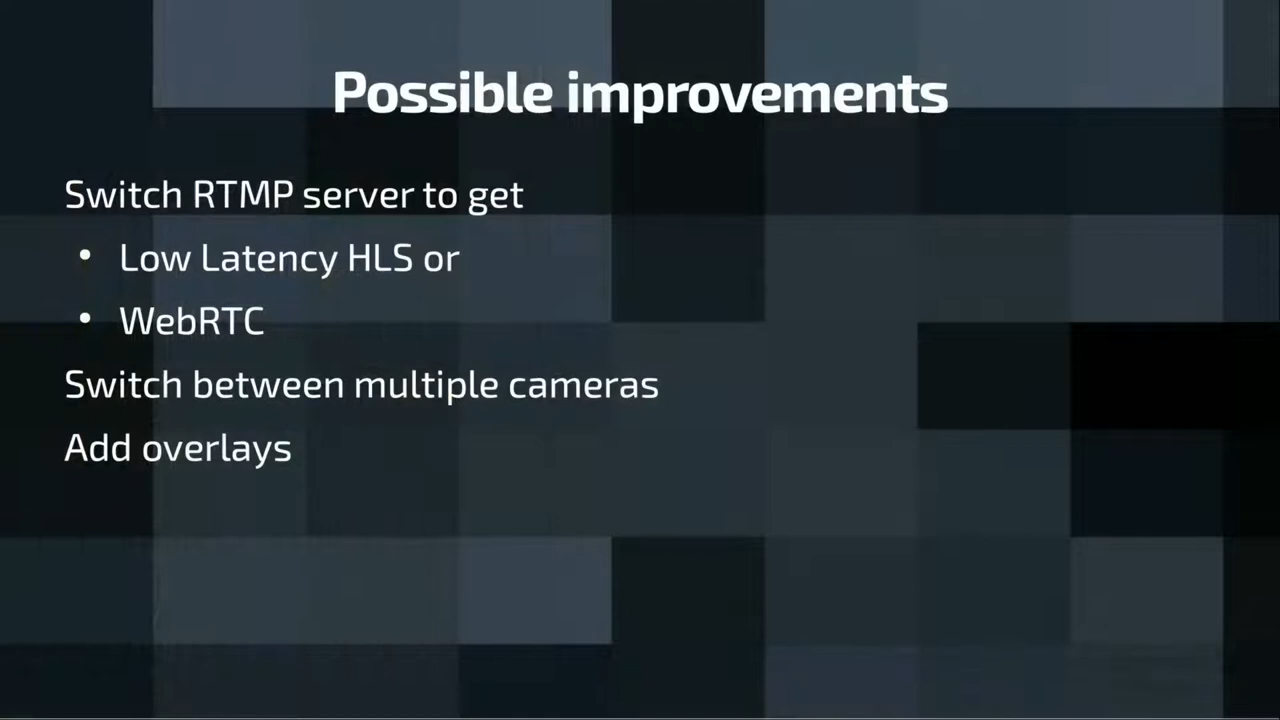 Possible improvements
Switch RTMP server to get
• Low Latency HLS or
• WebRTC
Switch between multiple cameras
Add overlays